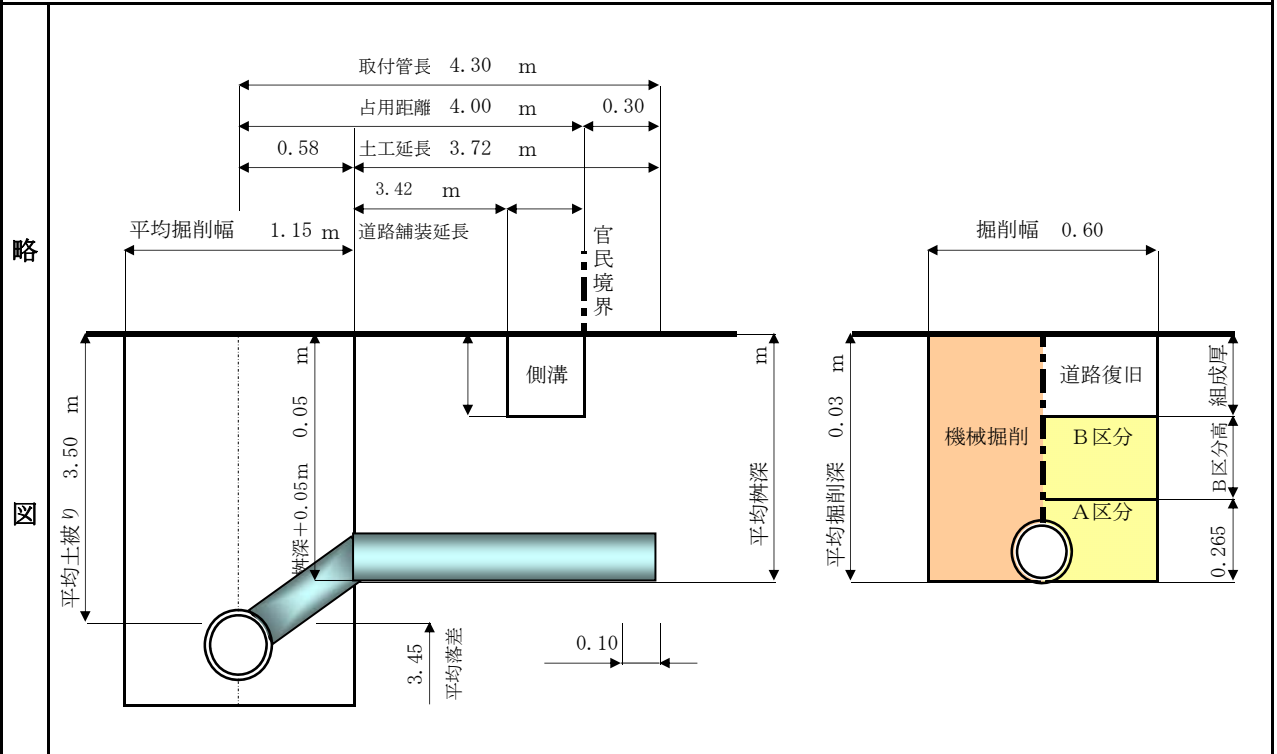 略
図
取付管長 4.30 m
占用距離 4.00 m
0.30
0.58
土工延長 3.72 m
3.42 m
平均掘削幅 1.15 m
道路舗装延長
官民境界
側溝
平均土被り 3.50 m
桝深+0.05m 0.05 m
平均桝深 m
3.45
平均落差
0.10
掘削幅 0.60
平均掘削深 0.03 m
機械掘削
道路復旧
B区分
A区分
組成厚
B区分高
0.265